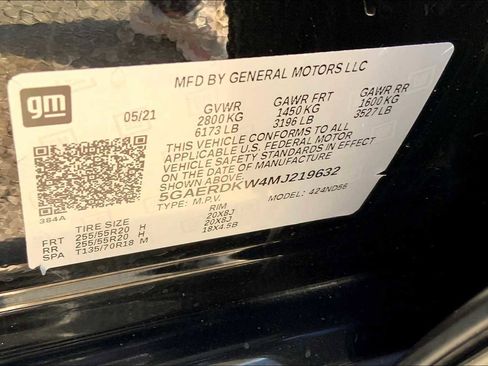 MFD BY GENERAL MOTORS LLC
gm
05/21
GVWR GAWR FRT GAWR RR
2800 KG 1450 KG 1600 KG
6173 LB 3196 LB 3527 LB
THIS VEHICLE CONFORMS TO ALL
APPLICABLE U.S. FEDERAL MOTOR
VEHICLE SAFETY STANDARDS IN EFFECT
ON THE DATE OF MANUFACTURE
SHOWN ABOVE.
5GAERDKW4MJ219632
TYPE: M.P.V. MODEL: 424ND56
384A
TIRE SIZE RIM
FRT 255/55R20 H 20X8J
RR 255/55R20 H 20X8J
SPA T135/70R18 M 18X4.5B